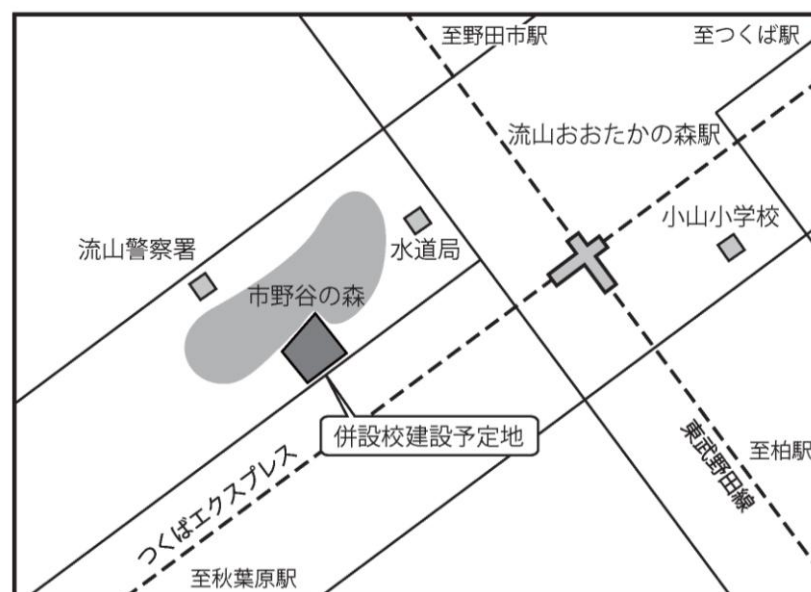 至野田市駅
至つくば駅
流山おおたかの森駅
小山小学校
流山警察署
水道局
市野谷の森
併設校建設予定地
つくばエクスプレス
東武野田線
至柏駅
至秋葉原駅